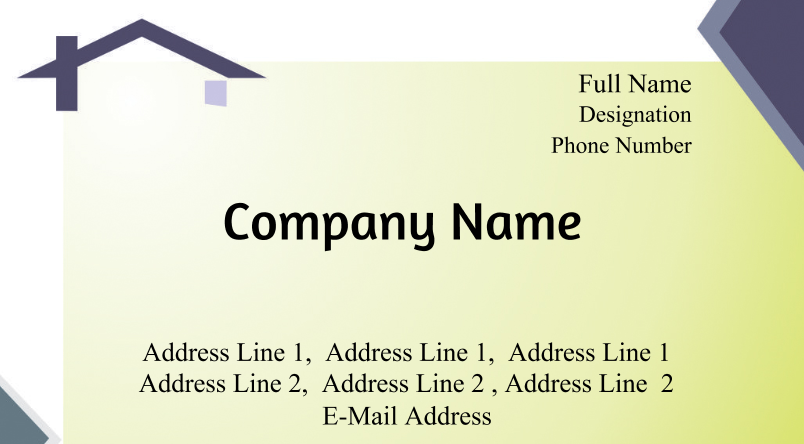 Full Name
Designation
Phone Number
Company Name
Address Line 1,  Address Line 1,  Address Line 1
Address Line 2,  Address Line 2 , Address Line  2
E-Mail Address